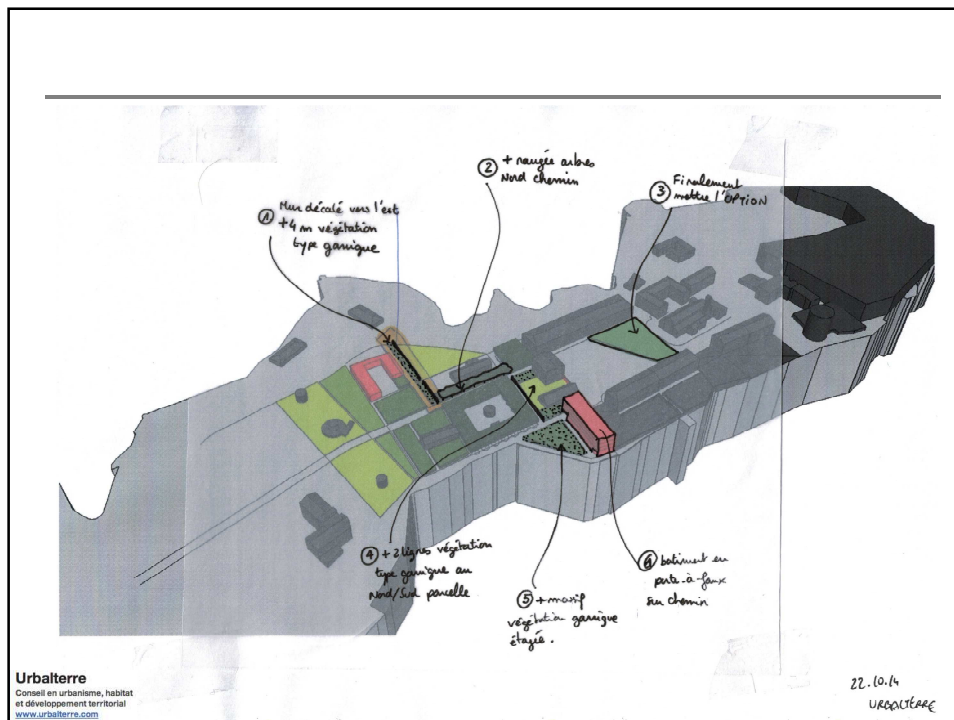 ① Mur décalé vers l'est
+ 4 m végétation
type garrigue
② + rangée arbres
Nord chemin
③ Finalement
mettre l'OPTION
④ + 2 lignes végétation
type garrigue au
Nord/Sud parcelle
⑤ + massif
végétation garrigue
étagée.
⑥ batiment en
porte-à-faux
sur chemin
Urbalterre
Conseil en urbanisme, habitat
et développement territorial
www.urbalterre.com
22.10.14
URBALTERRE